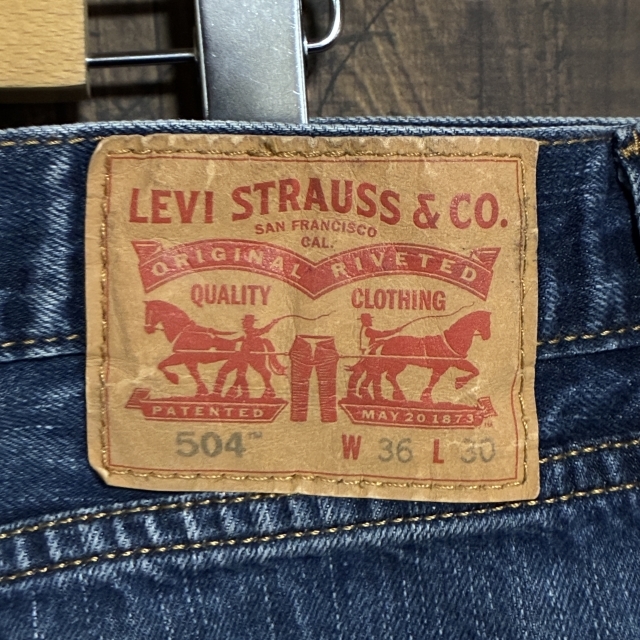 LEVI STRAUSS & CO.
SAN FRANCISCO
CAL.
ORIGINAL RIVETED
QUALITY CLOTHING
PATENTED MAY 20 1873
504™ W 36 L 30